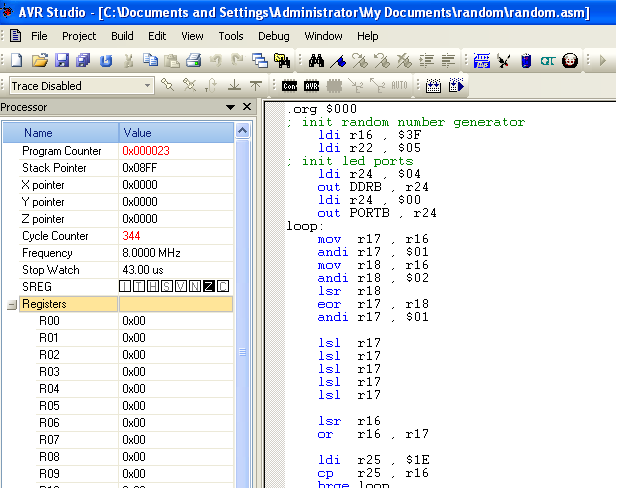 AVR Studio - [C:\Documents and Settings\Administrator\My Documents\random\random.asm]
File Project Build Edit View Tools Debug Window Help
Trace Disabled
Con AVR AUTO
Processor
Name Value
Program Counter 0x000023
Stack Pointer 0x08FF
X pointer 0x0000
Y pointer 0x0000
Z pointer 0x0000
Cycle Counter 344
Frequency 8.0000 MHz
Stop Watch 43.00 us
SREG I T H S V N Z C
Registers
R00 0x00
R01 0x00
R02 0x00
R03 0x00
R04 0x00
R05 0x00
R06 0x00
R07 0x00
R08 0x00
R09 0x00
.org $000
; init random number generator
ldi r16 , $3F
ldi r22 , $05
; init led ports
ldi r24 , $04
out DDRB , r24
ldi r24 , $00
out PORTB , r24
loop:
mov r17 , r16
andi r17 , $01
mov r18 , r16
andi r18 , $02
lsr r18
eor r17 , r18
andi r17 , $01
lsl r17
lsl r17
lsl r17
lsl r17
lsl r17
lsr r16
or r16 , r17
ldi r25 , $1E
cp r25 , r16
brge loop